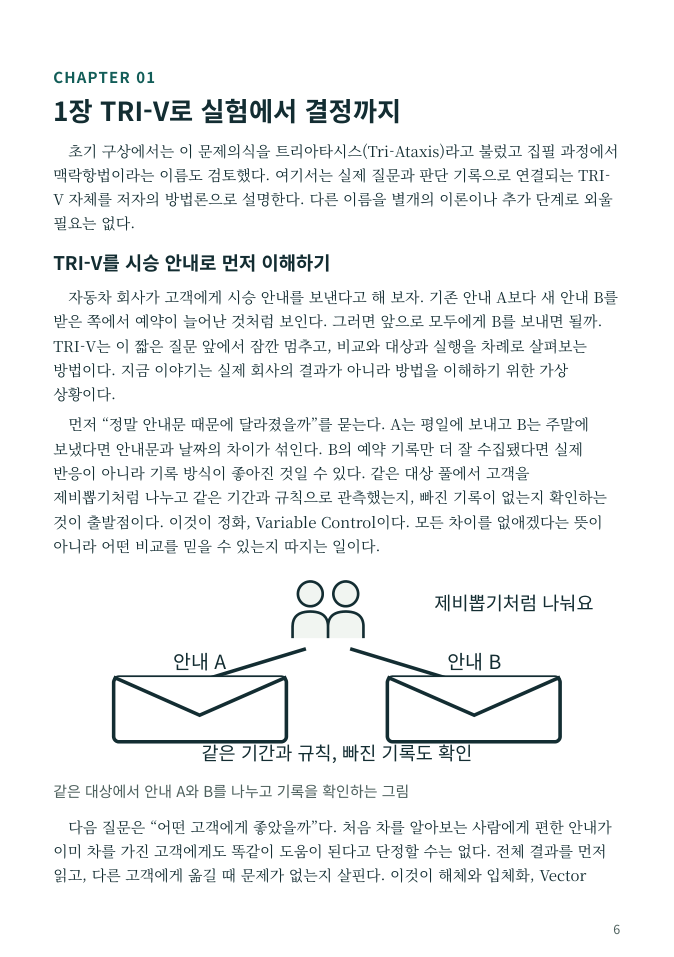 CHAPTER 01
1장 TRI-V로 실험에서 결정까지
초기 구상에서는 이 문제의식을 트리아타시스(Tri-Ataxis)라고 불렀고 집필 과정에서
맥락항법이라는 이름도 검토했다. 여기서는 실제 질문과 판단 기록으로 연결되는 TRI-
V 자체를 저자의 방법론으로 설명한다. 다른 이름을 별개의 이론이나 추가 단계로 외울
필요는 없다.
TRI-V를 시승 안내로 먼저 이해하기
자동차 회사가 고객에게 시승 안내를 보낸다고 해 보자. 기존 안내 A보다 새 안내 B를
받은 쪽에서 예약이 늘어난 것처럼 보인다. 그러면 앞으로 모두에게 B를 보내면 될까.
TRI-V는 이 짧은 질문 앞에서 잠깐 멈추고, 비교와 대상과 실행을 차례로 살펴보는
방법이다. 지금 이야기는 실제 회사의 결과가 아니라 방법을 이해하기 위한 가상
상황이다.
먼저 “정말 안내문 때문에 달라졌을까”를 묻는다. A는 평일에 보내고 B는 주말에
보냈다면 안내문과 날짜의 차이가 섞인다. B의 예약 기록만 더 잘 수집됐다면 실제
반응이 아니라 기록 방식이 좋아진 것일 수 있다. 같은 대상 풀에서 고객을
제비뽑기처럼 나누고 같은 기간과 규칙으로 관측했는지, 빠진 기록이 없는지 확인하는
것이 출발점이다. 이것이 정화, Variable Control이다. 모든 차이를 없애겠다는 뜻이
아니라 어떤 비교를 믿을 수 있는지 따지는 일이다.
제비뽑기처럼 나눠요
안내 A
안내 B
같은 기간과 규칙, 빠진 기록도 확인
같은 대상에서 안내 A와 B를 나누고 기록을 확인하는 그림
다음 질문은 “어떤 고객에게 좋았을까”다. 처음 차를 알아보는 사람에게 편한 안내가
이미 차를 가진 고객에게도 똑같이 도움이 된다고 단정할 수는 없다. 전체 결과를 먼저
읽고, 다른 고객에게 옮길 때 문제가 없는지 살핀다. 이것이 해체와 입체화, Vector
6